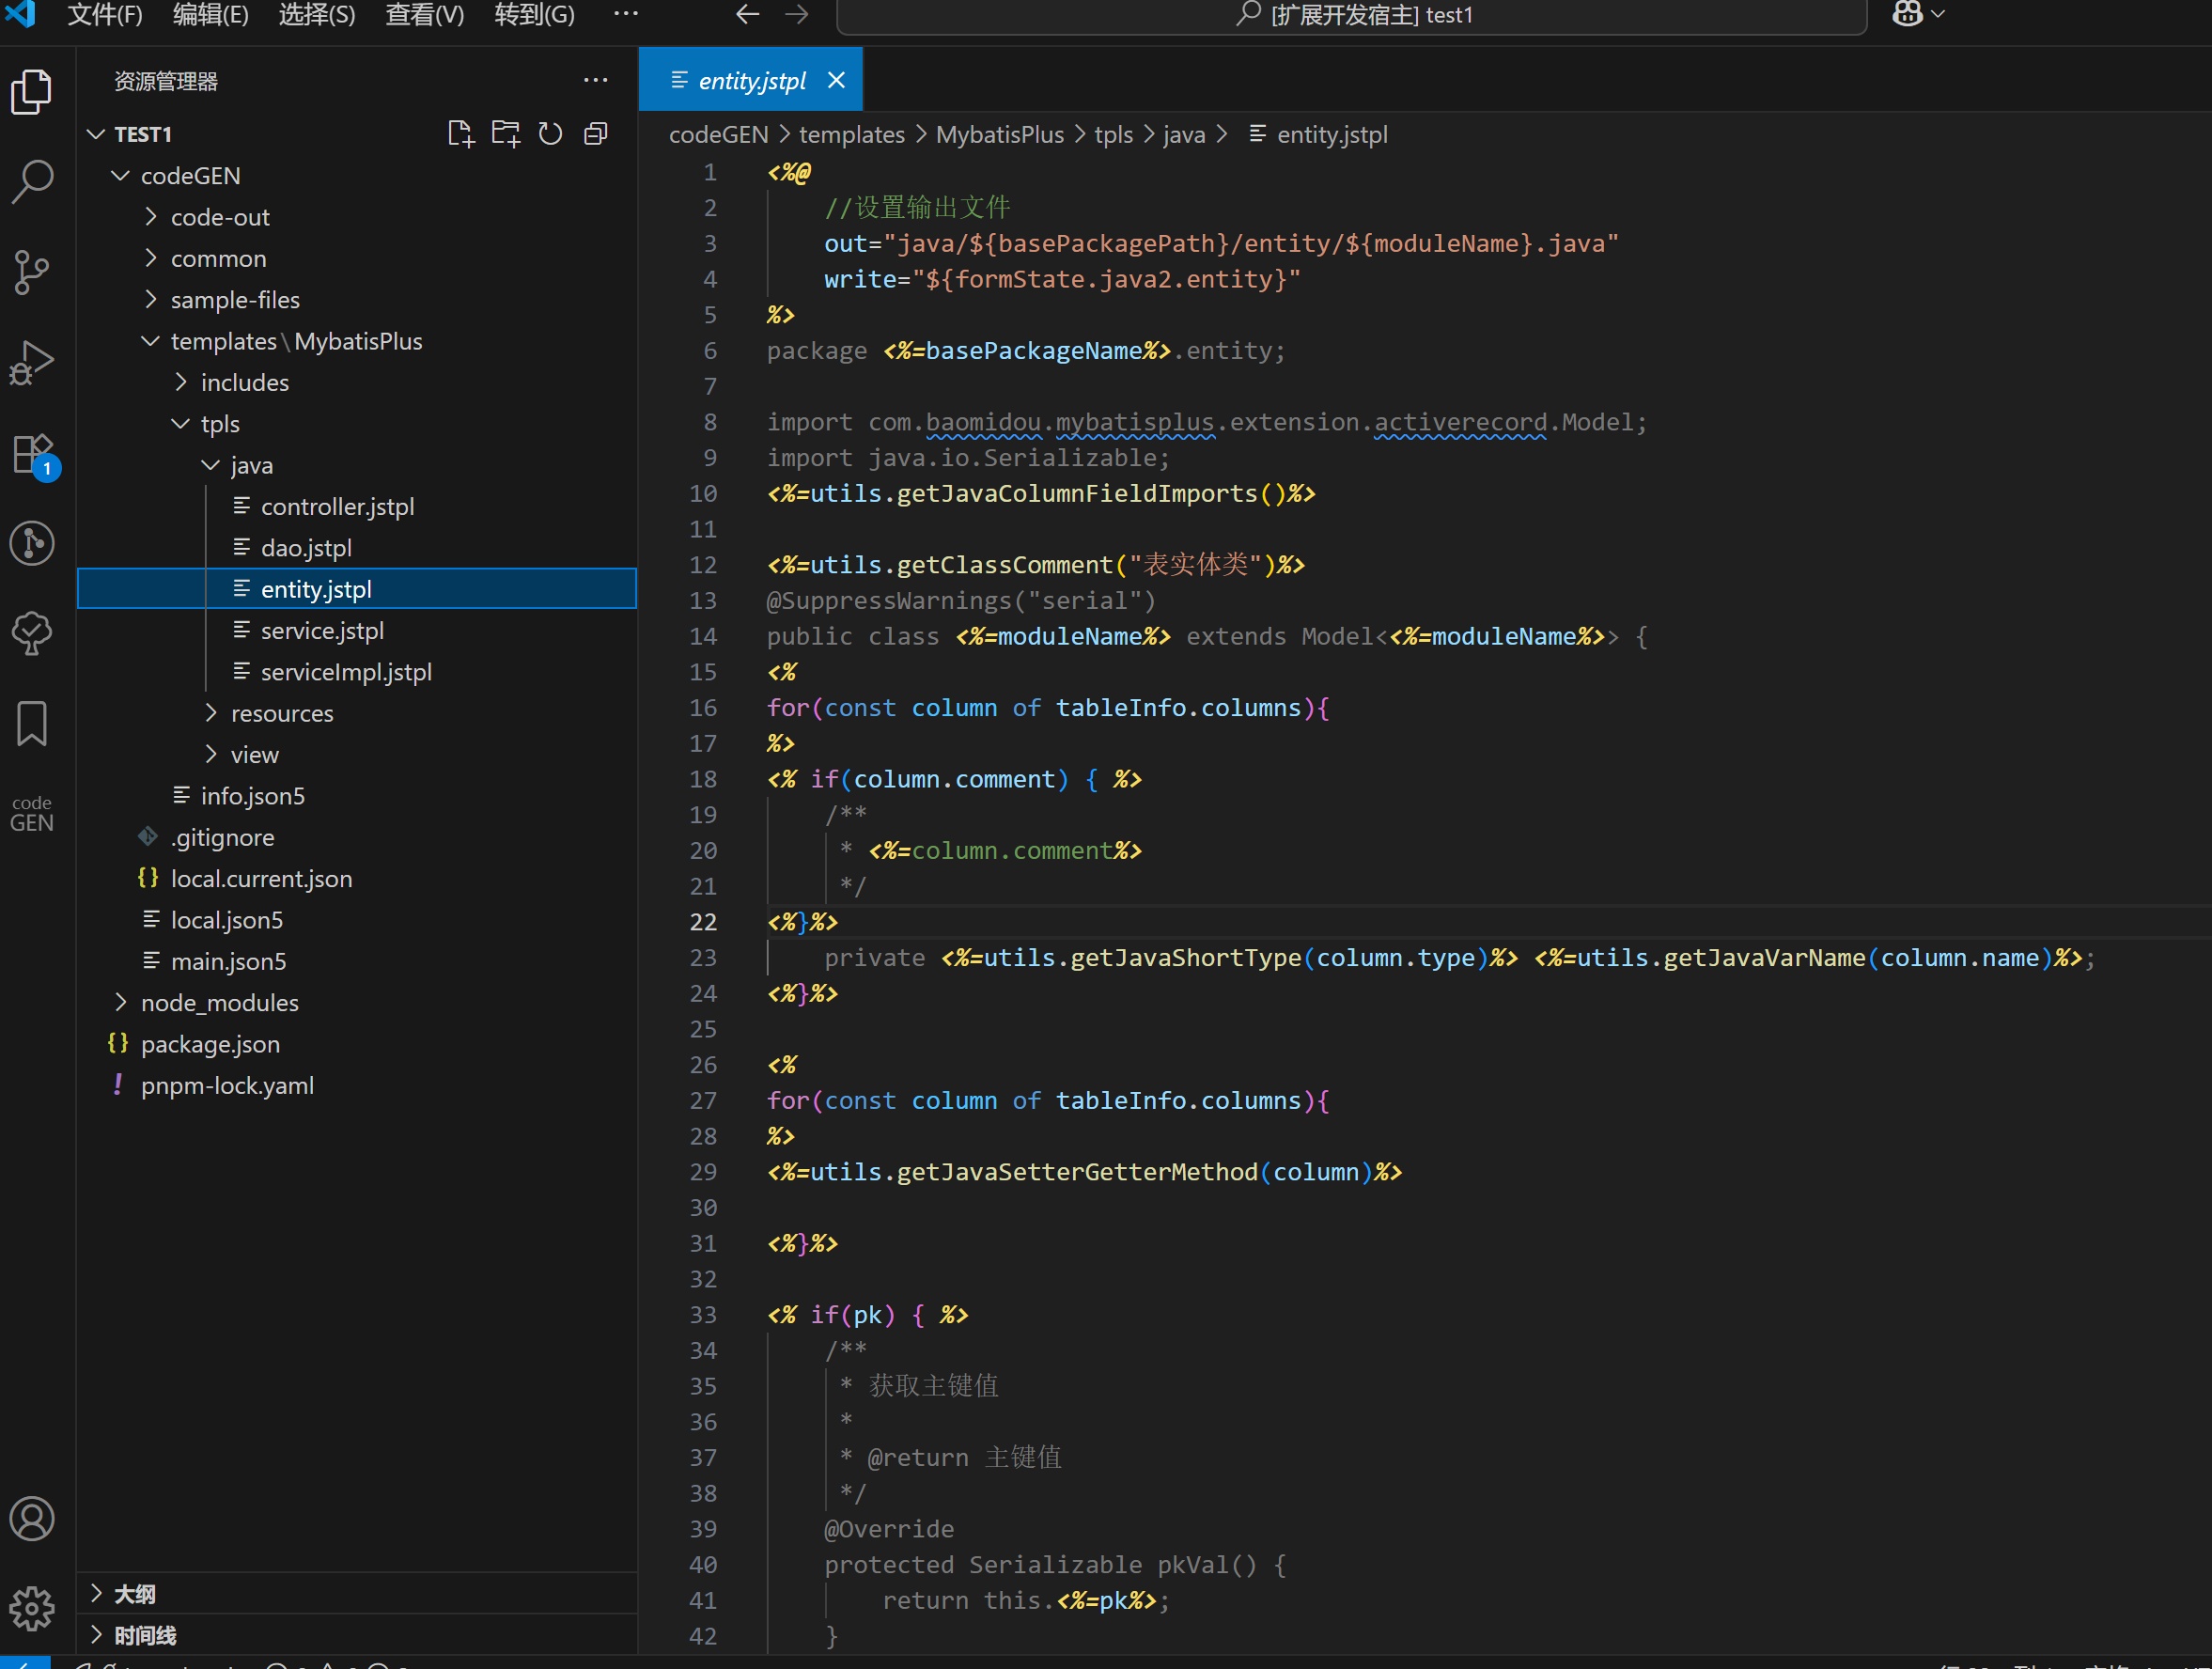 文件(F) 编辑(E) 选择(S) 查看(V) 转到(G) ··· [扩展开发宿主] test1
资源管理器 ···
TEST1
codeGEN
code-out
common
sample-files
templates\MybatisPlus
includes
tpls
java
controller.jstpl
dao.jstpl
entity.jstpl
service.jstpl
serviceImpl.jstpl
resources
view
info.json5
.gitignore
local.current.json
local.json5
main.json5
node_modules
package.json
pnpm-lock.yaml
大纲
时间线
1
code
GEN
entity.jstpl
codeGEN > templates > MybatisPlus > tpls > java > entity.jstpl
1 <%@
2     //设置输出文件
3     out="java/${basePackagePath}/entity/${moduleName}.java"
4     write="${formState.java2.entity}"
5 %>
6 package <%=basePackageName%>.entity;
7
8 import com.baomidou.mybatisplus.extension.activerecord.Model;
9 import java.io.Serializable;
10 <%=utils.getJavaColumnFieldImports()%>
11
12 <%=utils.getClassComment("表实体类")%>
13 @SuppressWarnings("serial")
14 public class <%=moduleName%> extends Model<<%=moduleName%>> {
15 <%
16 for(const column of tableInfo.columns){
17 %>
18 <% if(column.comment) { %>
19     /**
20      * <%=column.comment%>
21      */
22 <%}%>
23     private <%=utils.getJavaShortType(column.type)%> <%=utils.getJavaVarName(column.name)%>;
24 <%}%>
25
26 <%
27 for(const column of tableInfo.columns){
28 %>
29 <%=utils.getJavaSetterGetterMethod(column)%>
30
31 <%}%>
32
33 <% if(pk) { %>
34     /**
35      * 获取主键值
36      *
37      * @return 主键值
38      */
39     @Override
40     protected Serializable pkVal() {
41         return this.<%=pk%>;
42     }